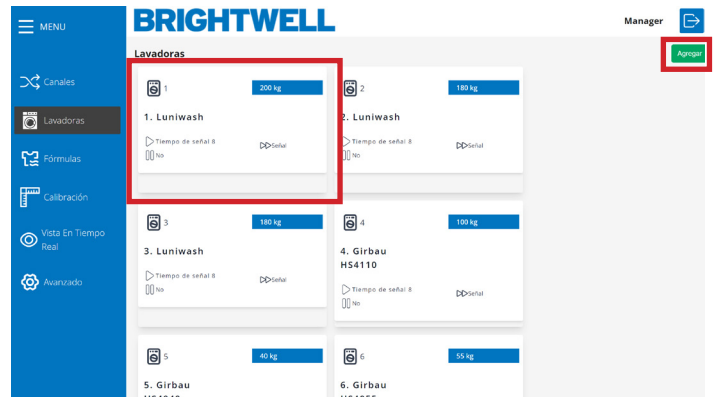 MENU
BRIGHTWELL
Manager
Lavadoras
Agregar
Canales
Lavadoras
Fórmulas
Calibración
Vista En Tiempo
Real
Avanzado
1
200 kg
1. Luniwash
Tiempo de señal 8
Señal
No
2
180 kg
2. Luniwash
Tiempo de señal 8
Señal
No
3
180 kg
3. Luniwash
Tiempo de señal 8
Señal
No
4
100 kg
4. Girbau
HS4110
Tiempo de señal 8
Señal
No
5
40 kg
5. Girbau
6
55 kg
6. Girbau